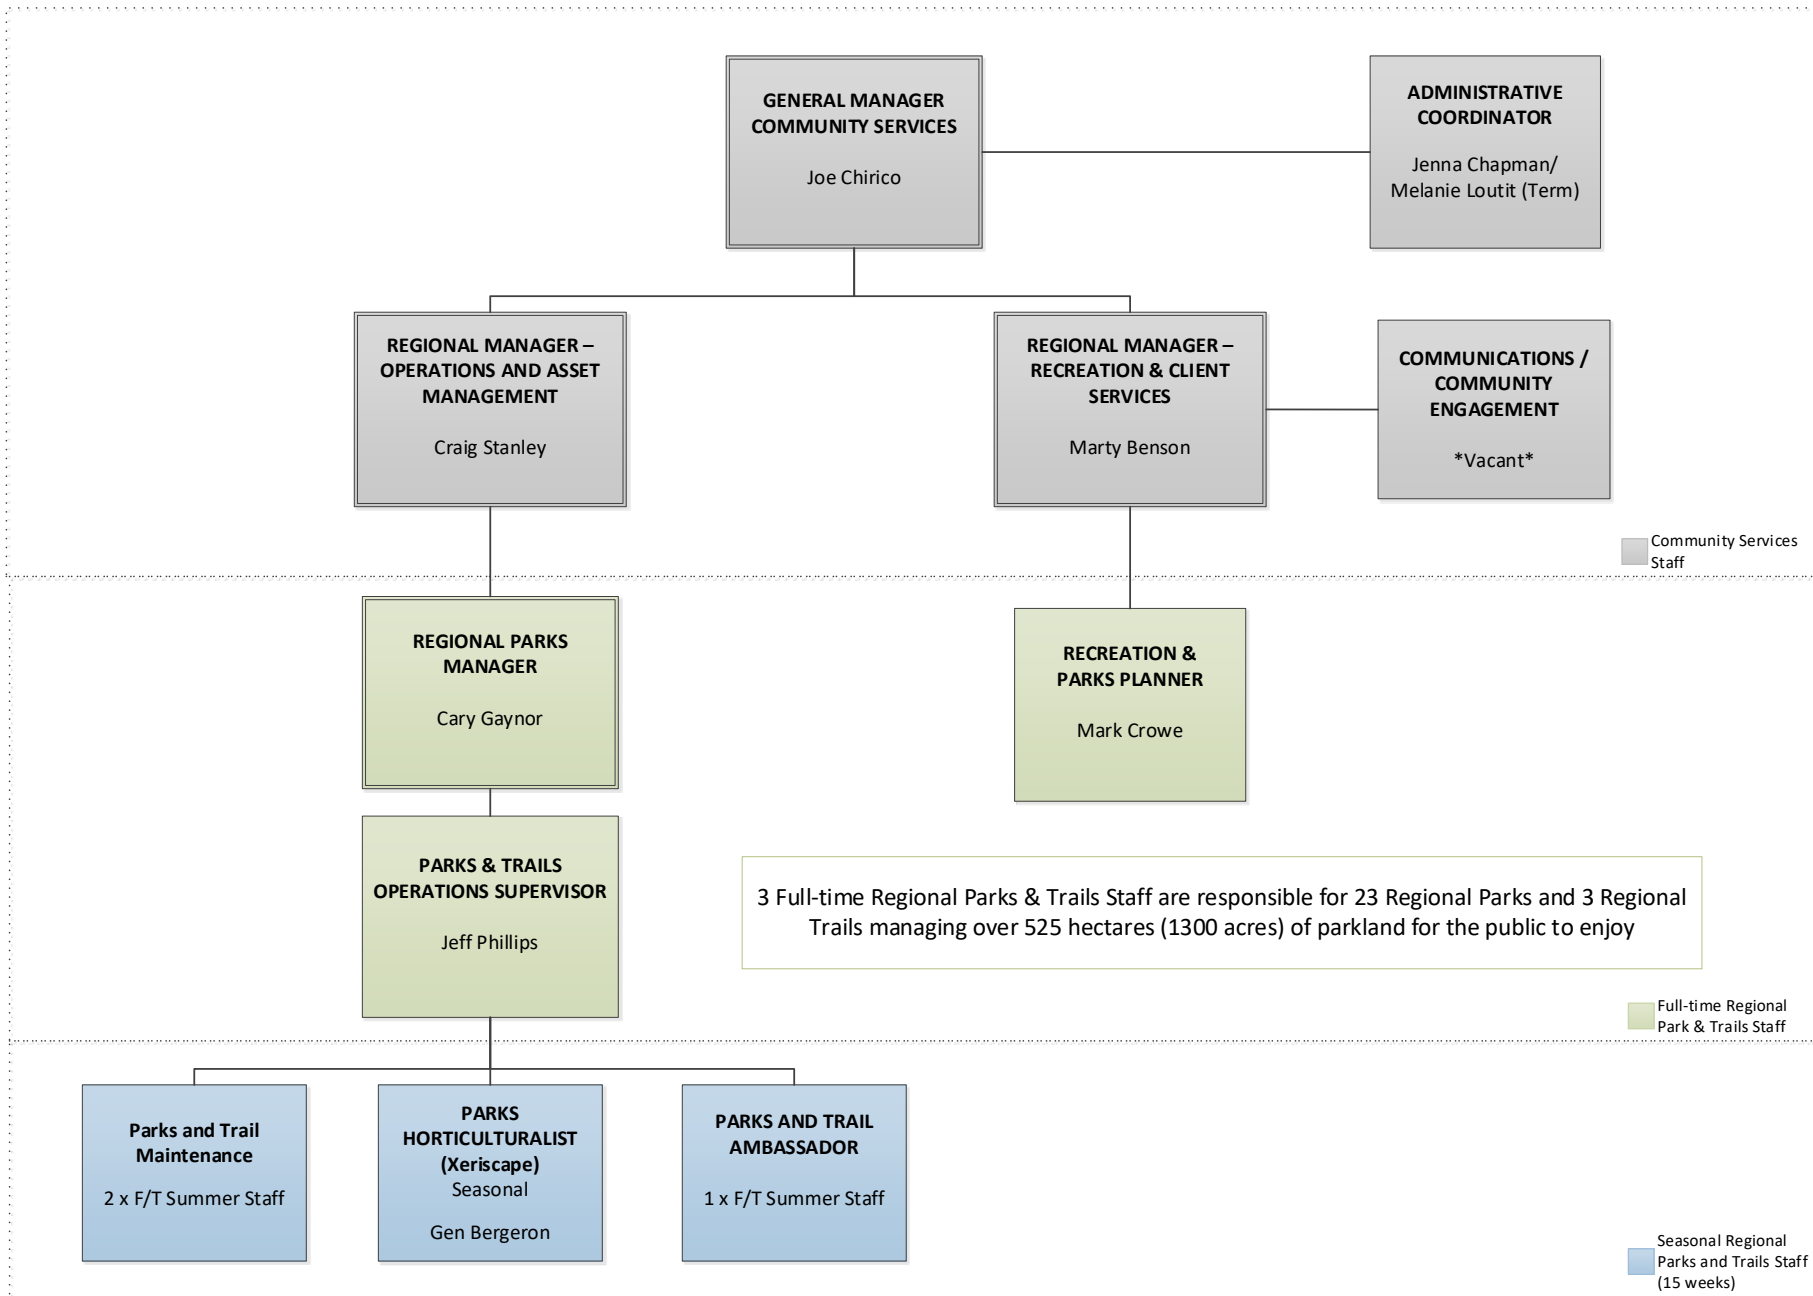 GENERAL MANAGER
COMMUNITY SERVICES
Joe Chirico
ADMINISTRATIVE
COORDINATOR
Jenna Chapman/
Melanie Loutit (Term)
REGIONAL MANAGER –
OPERATIONS AND ASSET
MANAGEMENT
Craig Stanley
REGIONAL MANAGER –
RECREATION & CLIENT
SERVICES
Marty Benson
COMMUNICATIONS /
COMMUNITY
ENGAGEMENT
*Vacant*
Community Services
Staff
REGIONAL PARKS
MANAGER
Cary Gaynor
RECREATION &
PARKS PLANNER
Mark Crowe
PARKS & TRAILS
OPERATIONS SUPERVISOR
Jeff Phillips
3 Full-time Regional Parks & Trails Staff are responsible for 23 Regional Parks and 3 Regional
Trails managing over 525 hectares (1300 acres) of parkland for the public to enjoy
Full-time Regional
Park & Trails Staff
Parks and Trail
Maintenance
2 x F/T Summer Staff
PARKS
HORTICULTURALIST
(Xeriscape)
Seasonal
Gen Bergeron
PARKS AND TRAIL
AMBASSADOR
1 x F/T Summer Staff
Seasonal Regional
Parks and Trails Staff
(15 weeks)